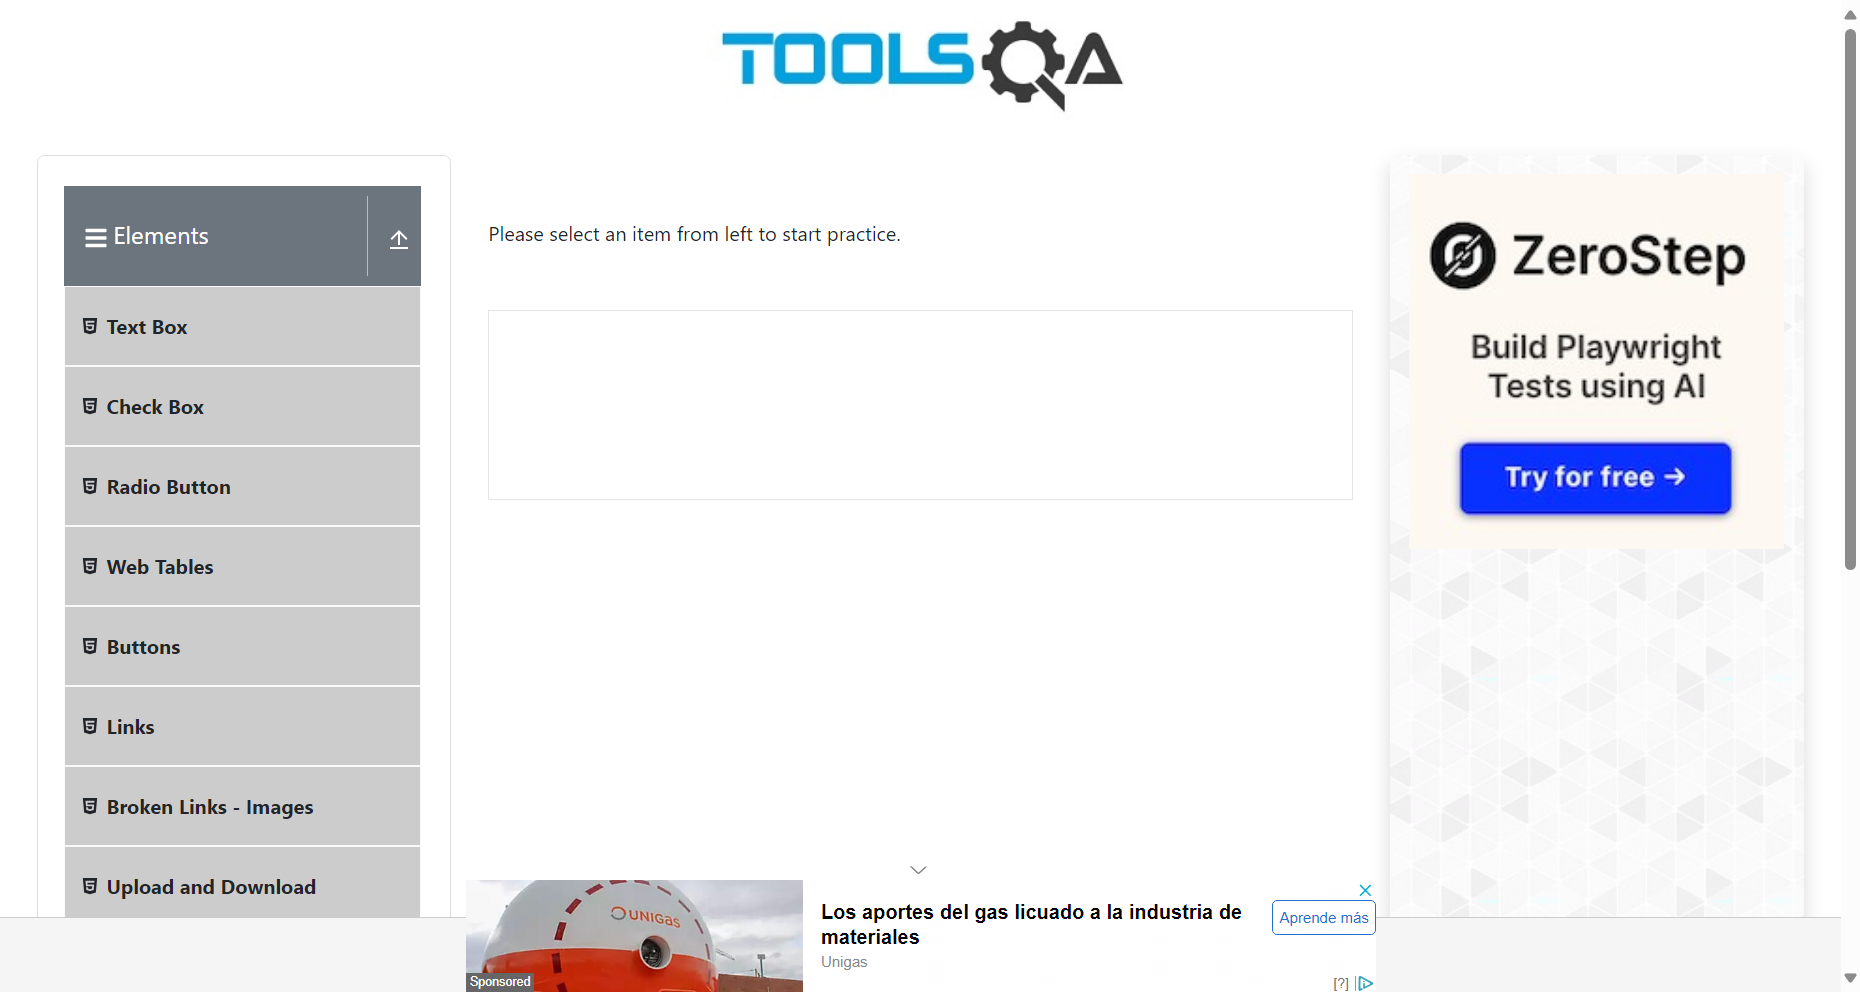 TOOLSQA
Elements
Text Box
Check Box
Radio Button
Web Tables
Buttons
Links
Broken Links - Images
Upload and Download
Please select an item from left to start practice.
ZeroStep
Build Playwright
Tests using AI
Try for free →
UNIGAS
Sponsored
Los aportes del gas licuado a la industria de
materiales
Unigas
Aprende más
[?]